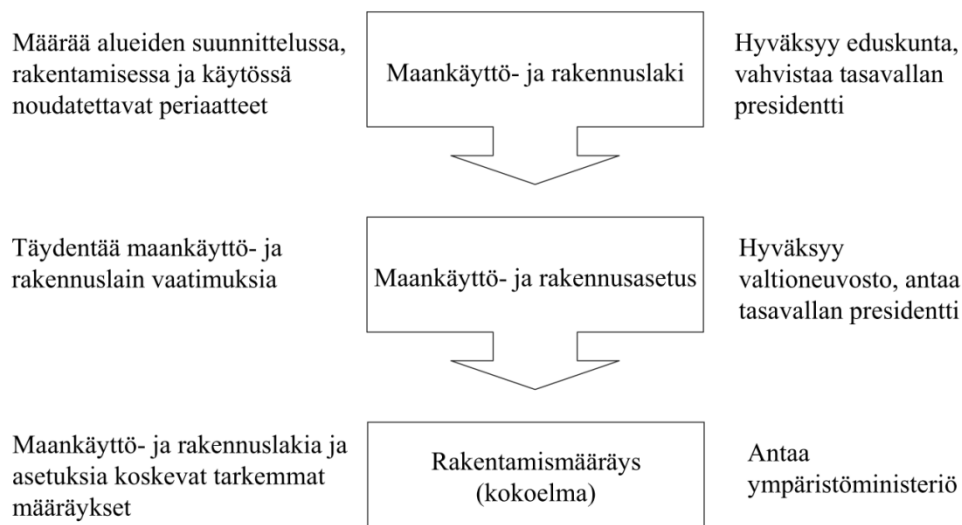 Määrää alueiden suunnittelussa,
rakentamisessa ja käytössä
noudatettavat periaatteet
Maankäyttö- ja rakennuslaki
Hyväksyy eduskunta,
vahvistaa tasavallan
presidentti
Täydentää maankäyttö- ja
rakennuslain vaatimuksia
Maankäyttö- ja rakennusasetus
Hyväksyy
valtioneuvosto, antaa
tasavallan presidentti
Maankäyttö- ja rakennuslakia ja
asetuksia koskevat tarkemmat
määräykset
Rakentamismääräys
(kokoelma)
Antaa
ympäristöministeriö